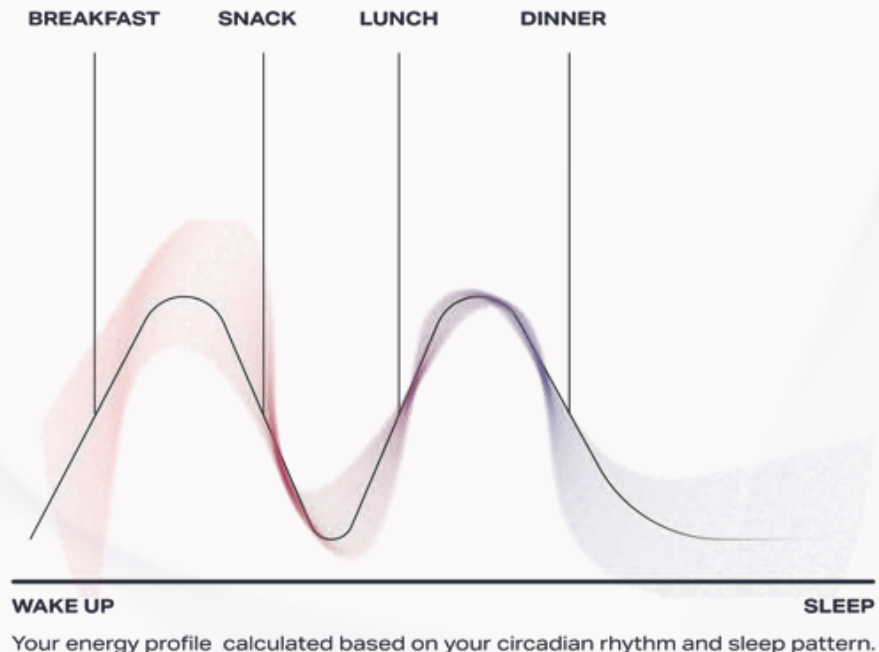 BREAKFAST SNACK LUNCH DINNER
WAKE UP SLEEP
Your energy profile  calculated based on your circadian rhythm and sleep pattern.